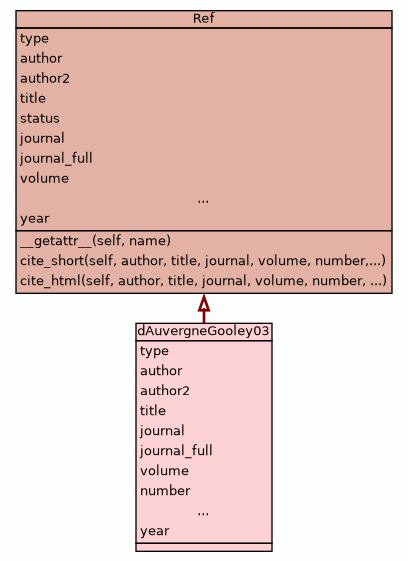 Ref
type
author
author2
title
status
journal
journal_full
volume
...
year
__getattr__(self, name)
cite_short(self, author, title, journal, volume, number,...)
cite_html(self, author, title, journal, volume, number, ...)
dAuvergneGooley03
type
author
author2
title
journal
journal_full
volume
number
...
year